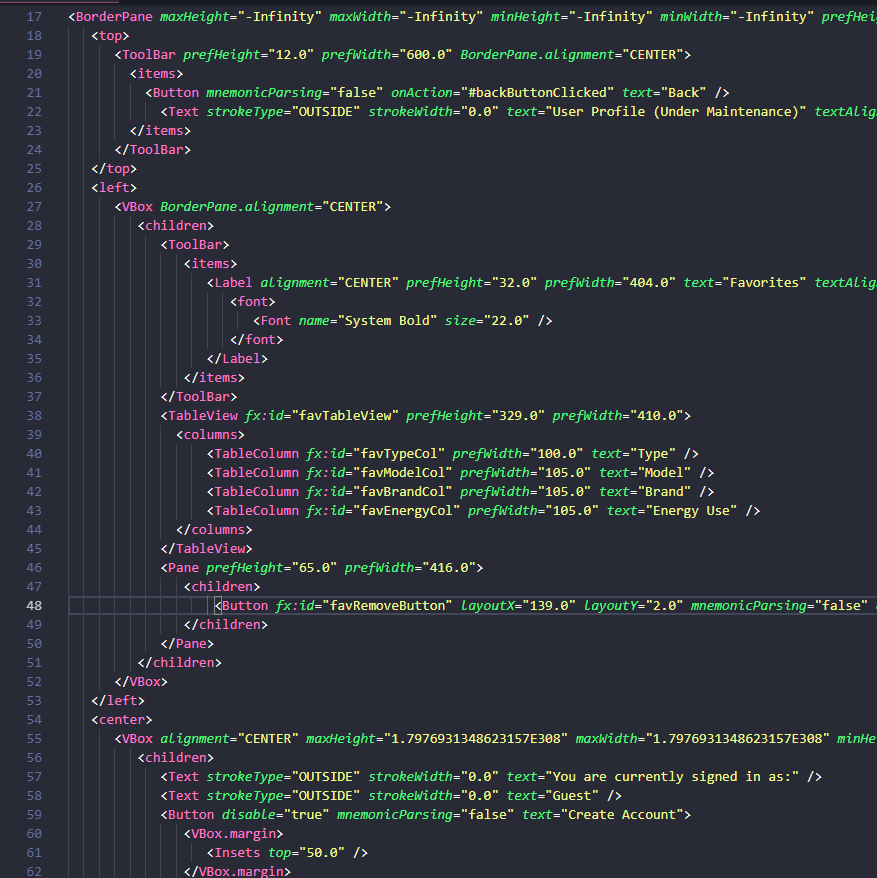 17 <BorderPane maxHeight="-Infinity" maxWidth="-Infinity" minHeight="-Infinity" minWidth="-Infinity" prefHei
18 <top>
19 <ToolBar prefHeight="12.0" prefWidth="600.0" BorderPane.alignment="CENTER">
20 <items>
21 <Button mnemonicParsing="false" onAction="#backButtonClicked" text="Back" />
22 <Text strokeType="OUTSIDE" strokeWidth="0.0" text="User Profile (Under Maintenance)" textAlig
23 </items>
24 </ToolBar>
25 </top>
26 <left>
27 <VBox BorderPane.alignment="CENTER">
28 <children>
29 <ToolBar>
30 <items>
31 <Label alignment="CENTER" prefHeight="32.0" prefWidth="404.0" text="Favorites" textAlig
32 <font>
33 <Font name="System Bold" size="22.0" />
34 </font>
35 </Label>
36 </items>
37 </ToolBar>
38 <TableView fx:id="favTableView" prefHeight="329.0" prefWidth="410.0">
39 <columns>
40 <TableColumn fx:id="favTypeCol" prefWidth="100.0" text="Type" />
41 <TableColumn fx:id="favModelCol" prefWidth="105.0" text="Model" />
42 <TableColumn fx:id="favBrandCol" prefWidth="105.0" text="Brand" />
43 <TableColumn fx:id="favEnergyCol" prefWidth="105.0" text="Energy Use" />
44 </columns>
45 </TableView>
46 <Pane prefHeight="65.0" prefWidth="416.0">
47 <children>
48 <Button fx:id="favRemoveButton" layoutX="139.0" layoutY="2.0" mnemonicParsing="false"
49 </children>
50 </Pane>
51 </children>
52 </VBox>
53 </left>
54 <center>
55 <VBox alignment="CENTER" maxHeight="1.7976931348623157E308" maxWidth="1.7976931348623157E308" minHe
56 <children>
57 <Text strokeType="OUTSIDE" strokeWidth="0.0" text="You are currently signed in as:" />
58 <Text strokeType="OUTSIDE" strokeWidth="0.0" text="Guest" />
59 <Button disable="true" mnemonicParsing="false" text="Create Account">
60 <VBox.margin>
61 <Insets top="50.0" />
62 </VBox.margin>